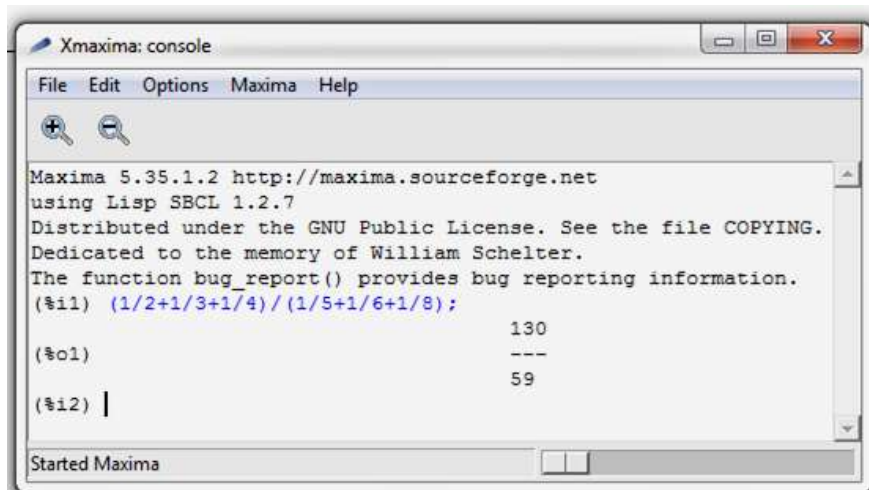 Xmaxima: console
File Edit Options Maxima Help
Maxima 5.35.1.2 http://maxima.sourceforge.net
using Lisp SBCL 1.2.7
Distributed under the GNU Public License. See the file COPYING.
Dedicated to the memory of William Schelter.
The function bug_report() provides bug reporting information.
(%i1) (1/2+1/3+1/4)/(1/5+1/6+1/8);
130
(%o1) ---
59
(%i2)
Started Maxima